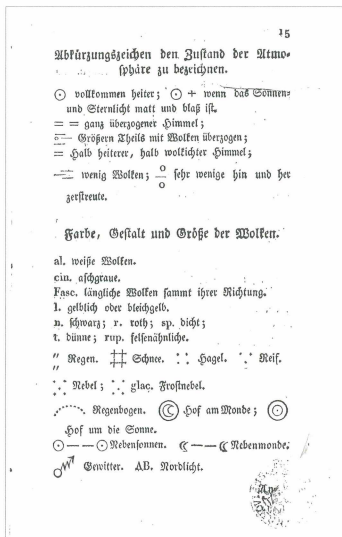 15
Abkürzungszeichen den Zustand der Atmo-
sphäre zu bezeichnen.
☉ vollkommen heiter; ☉ + wenn das Sonnen-
und Sternlicht matt und blaß ist.
= = ganz überzogener Himmel;
Größern Theils mit Wolken überzogen;
= Halb heiterer, halb wolkichter Himmel;
wenig Wolken; sehr wenige hin und her
zerstreute.
Farbe, Gestalt und Größe der Wolken.
al. weiße Wolken.
cin. aschgraue.
Fasc. längliche Wolken sammt ihrer Richtung.
l. gelblich oder bleichgelb.
n. schwarz; r. roth; sp. dicht;
t. dünne; rup. felsenähnliche.
Regen. Schnee. Hagel. Reif.
Nebel; glac. Frostnebel.
Regenbogen. Hof am Monde;
Hof um die Sonne.
☉——☉ Nebensonnen. ☾——☾ Nebenmonde.
Gewitter. AB. Nordlicht.